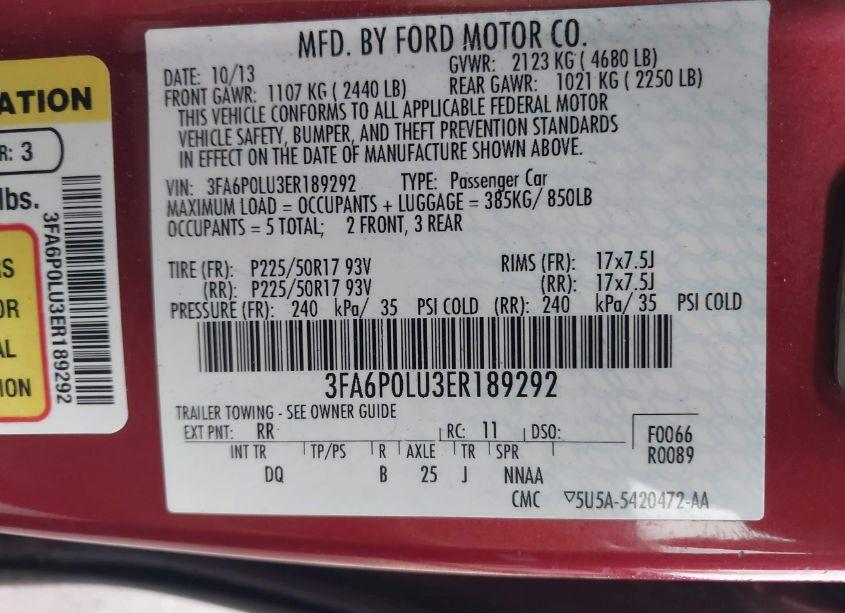 MFD. BY FORD MOTOR CO.
DATE: 10/13
GVWR: 2123 KG ( 4680 LB)
FRONT GAWR: 1107 KG ( 2440 LB)
REAR GAWR: 1021 KG ( 2250 LB)
THIS VEHICLE CONFORMS TO ALL APPLICABLE FEDERAL MOTOR
VEHICLE SAFETY, BUMPER, AND THEFT PREVENTION STANDARDS
IN EFFECT ON THE DATE OF MANUFACTURE SHOWN ABOVE.
VIN: 3FA6P0LU3ER189292 TYPE: Passenger Car
MAXIMUM LOAD = OCCUPANTS + LUGGAGE = 385KG/ 850LB
OCCUPANTS = 5 TOTAL; 2 FRONT, 3 REAR
TIRE (FR): P225/50R17 93V RIMS (FR): 17x7.5J
(RR): P225/50R17 93V (RR): 17x7.5J
PRESSURE (FR): 240 kPa/ 35 PSI COLD (RR): 240 kPa/ 35 PSI COLD
3FA6P0LU3ER189292
TRAILER TOWING - SEE OWNER GUIDE
EXT PNT: RR RC: 11 DSO:
F0066
R0089
INT TR TP/PS R AXLE TR SPR
DQ B 25 J NNAA
CMC ▽5U5A-5420472-AA
ATION
R: 3
lbs.
RS
OR
AL
ION
3FA6P0LU3ER189292